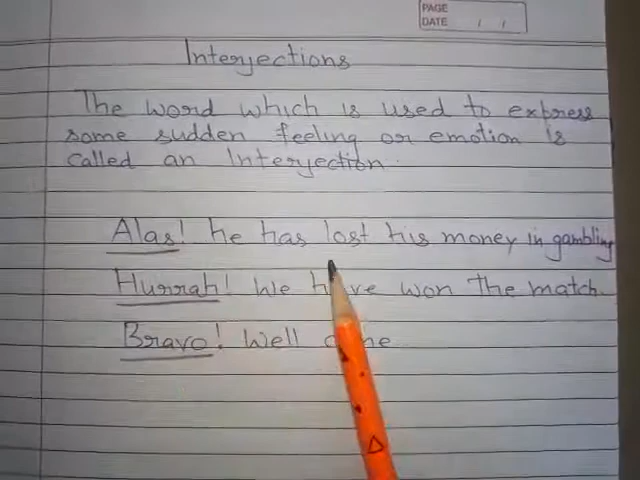 PAGE
DATE / /
Interjections
The word which is used to express
some sudden feeling or emotion is
called an Interjection.
Alas! he has lost his money in gambling
Hurrah! We have won the match.
Bravo! Well